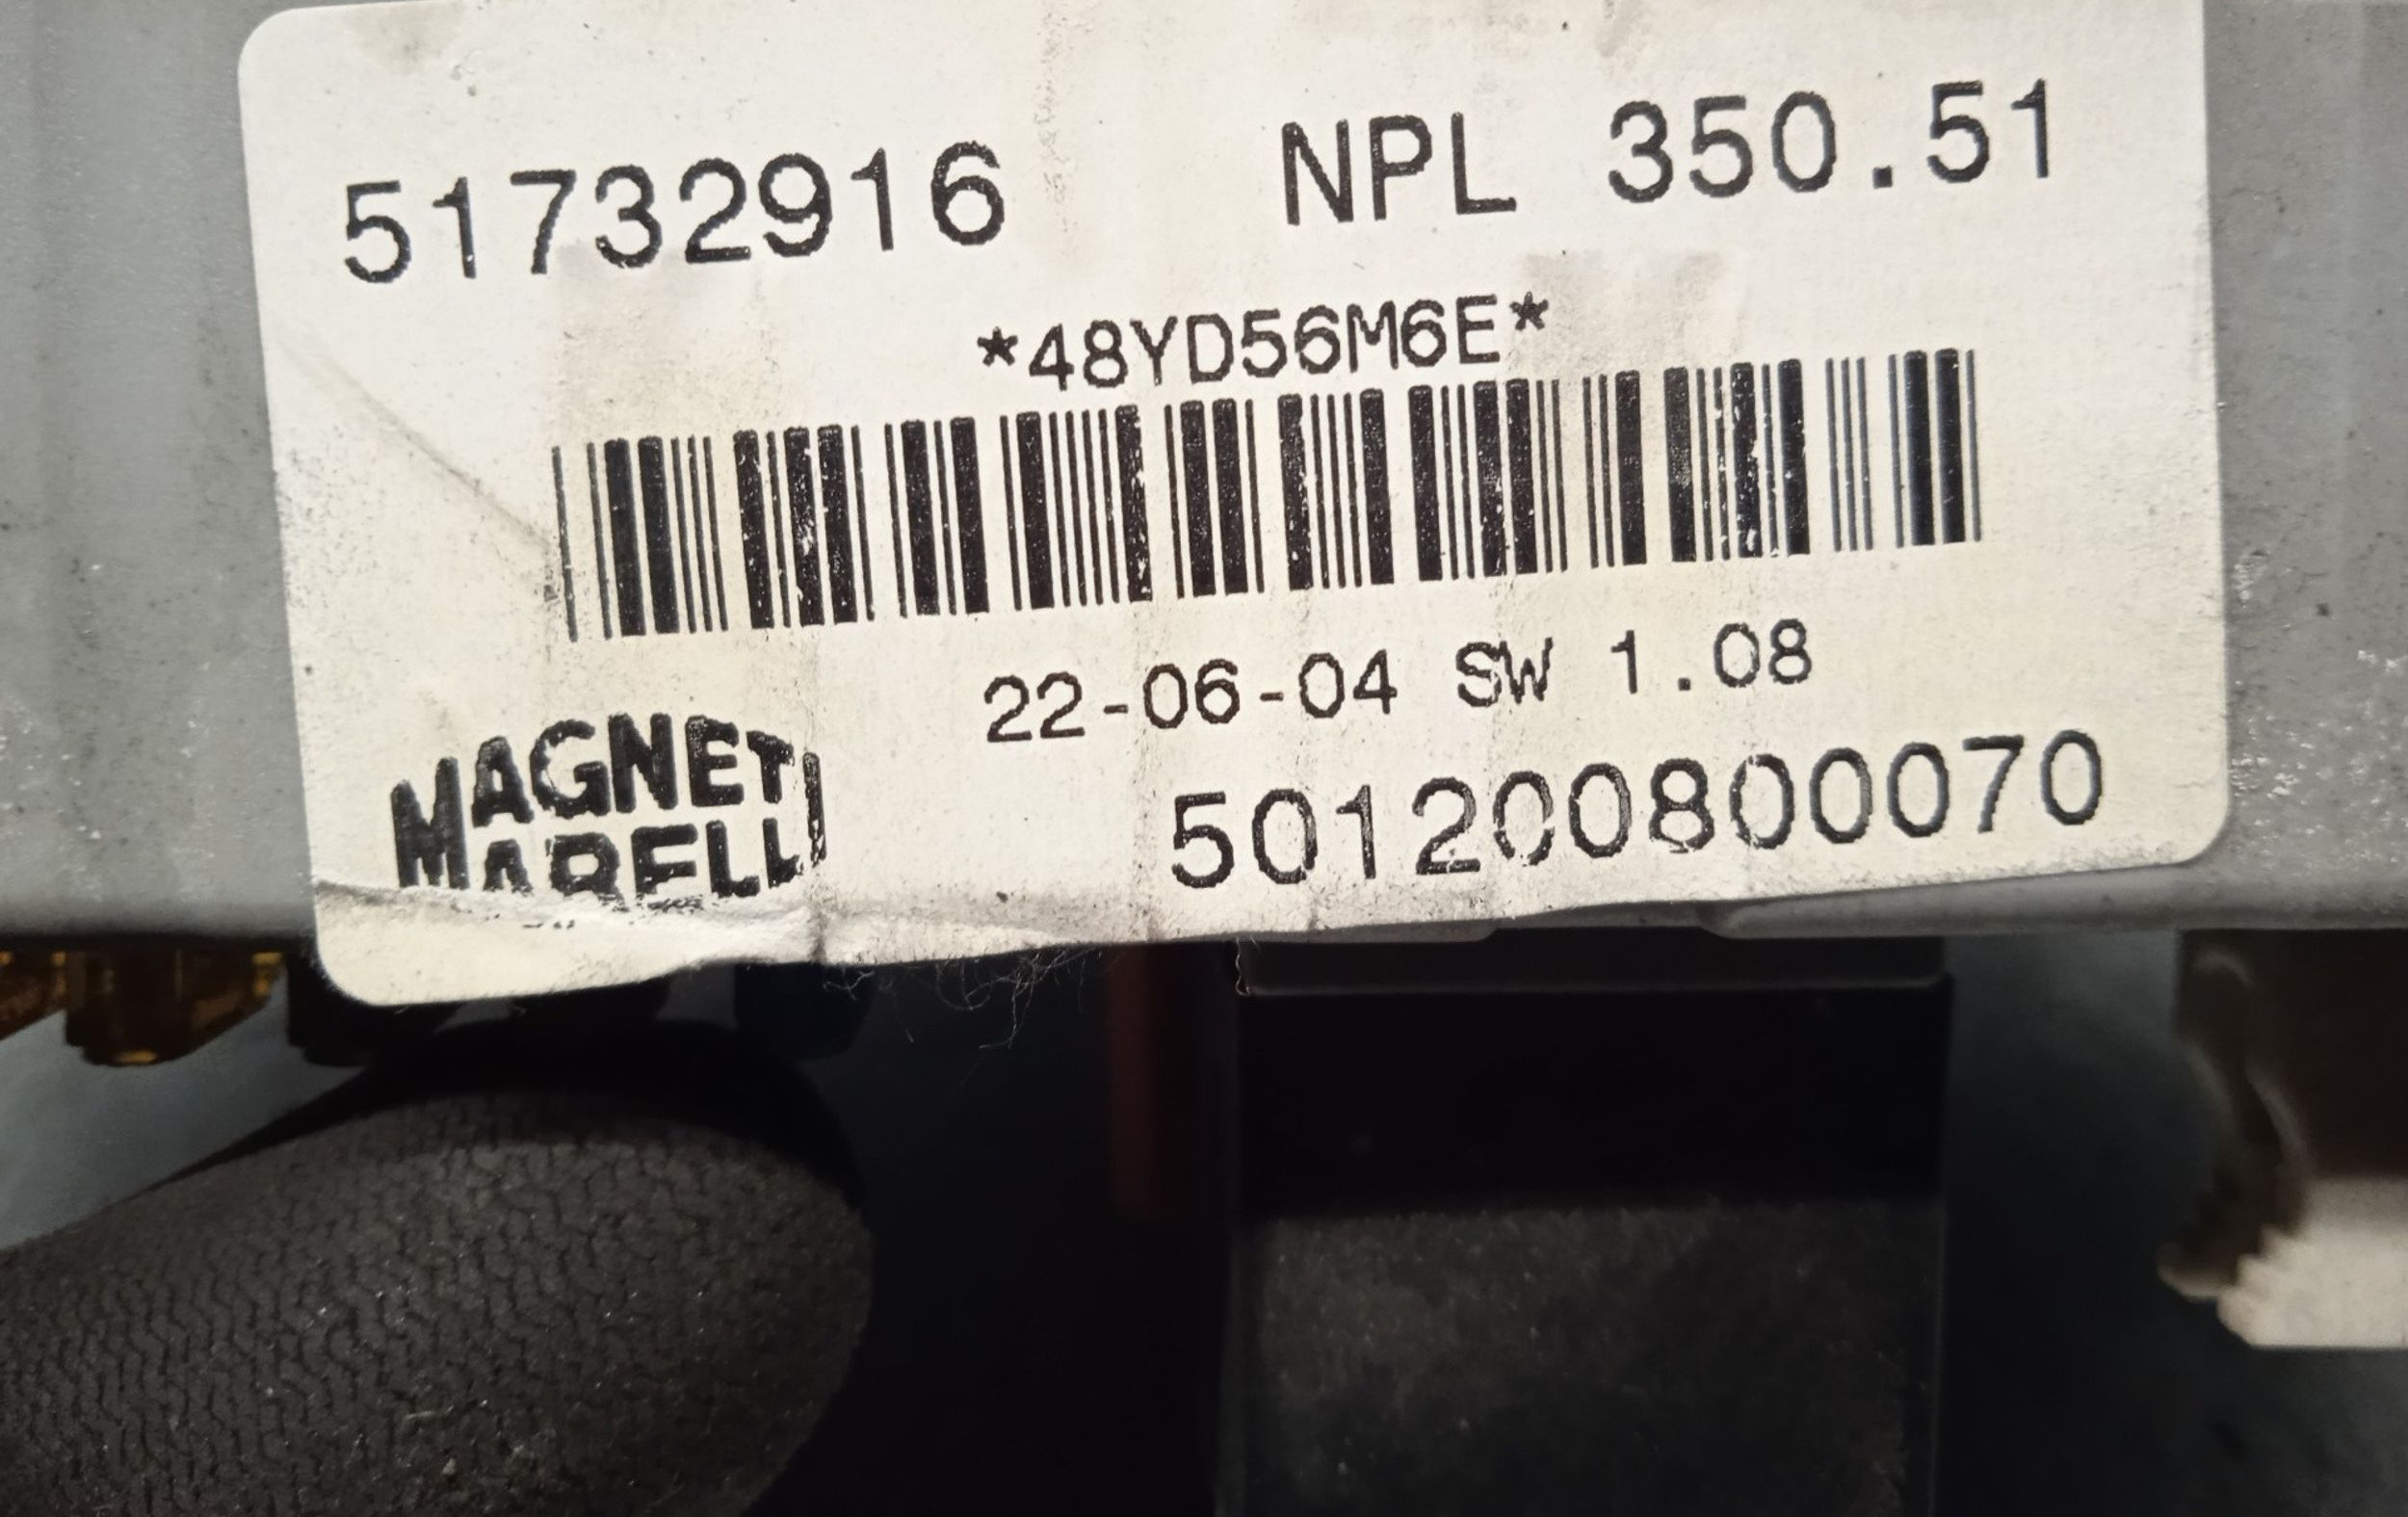 51732916 NPL 350.51
*48YD56M6E*
22-06-04 SW 1.08
MAGNETI
MARELLI
501200800070